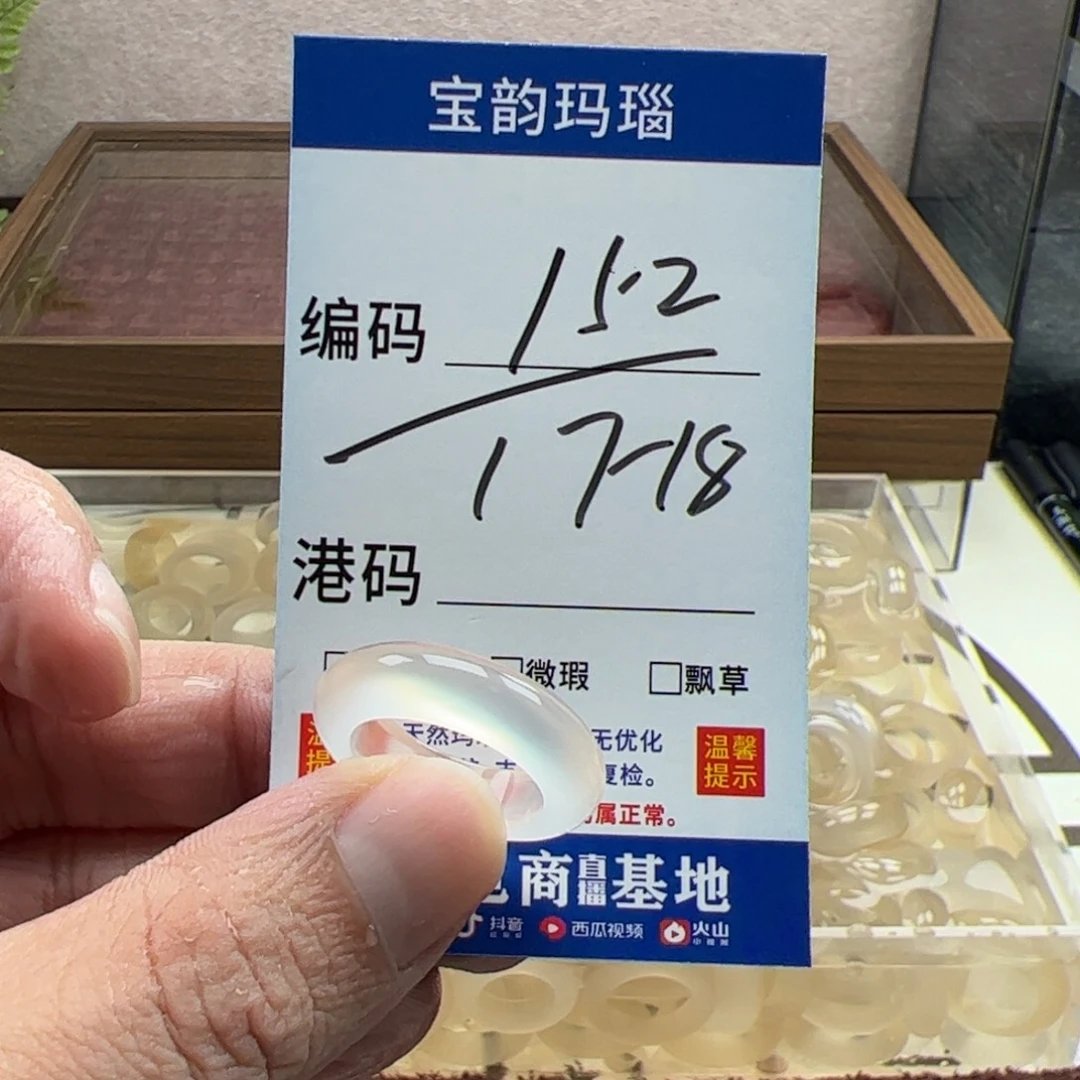 宝韵玛瑙
编码 152
17-18
港码
微瑕 飘草
温馨提示
天然玛 无优化
复检。
属正常。
商直播基地
抖音 西瓜视频 火山